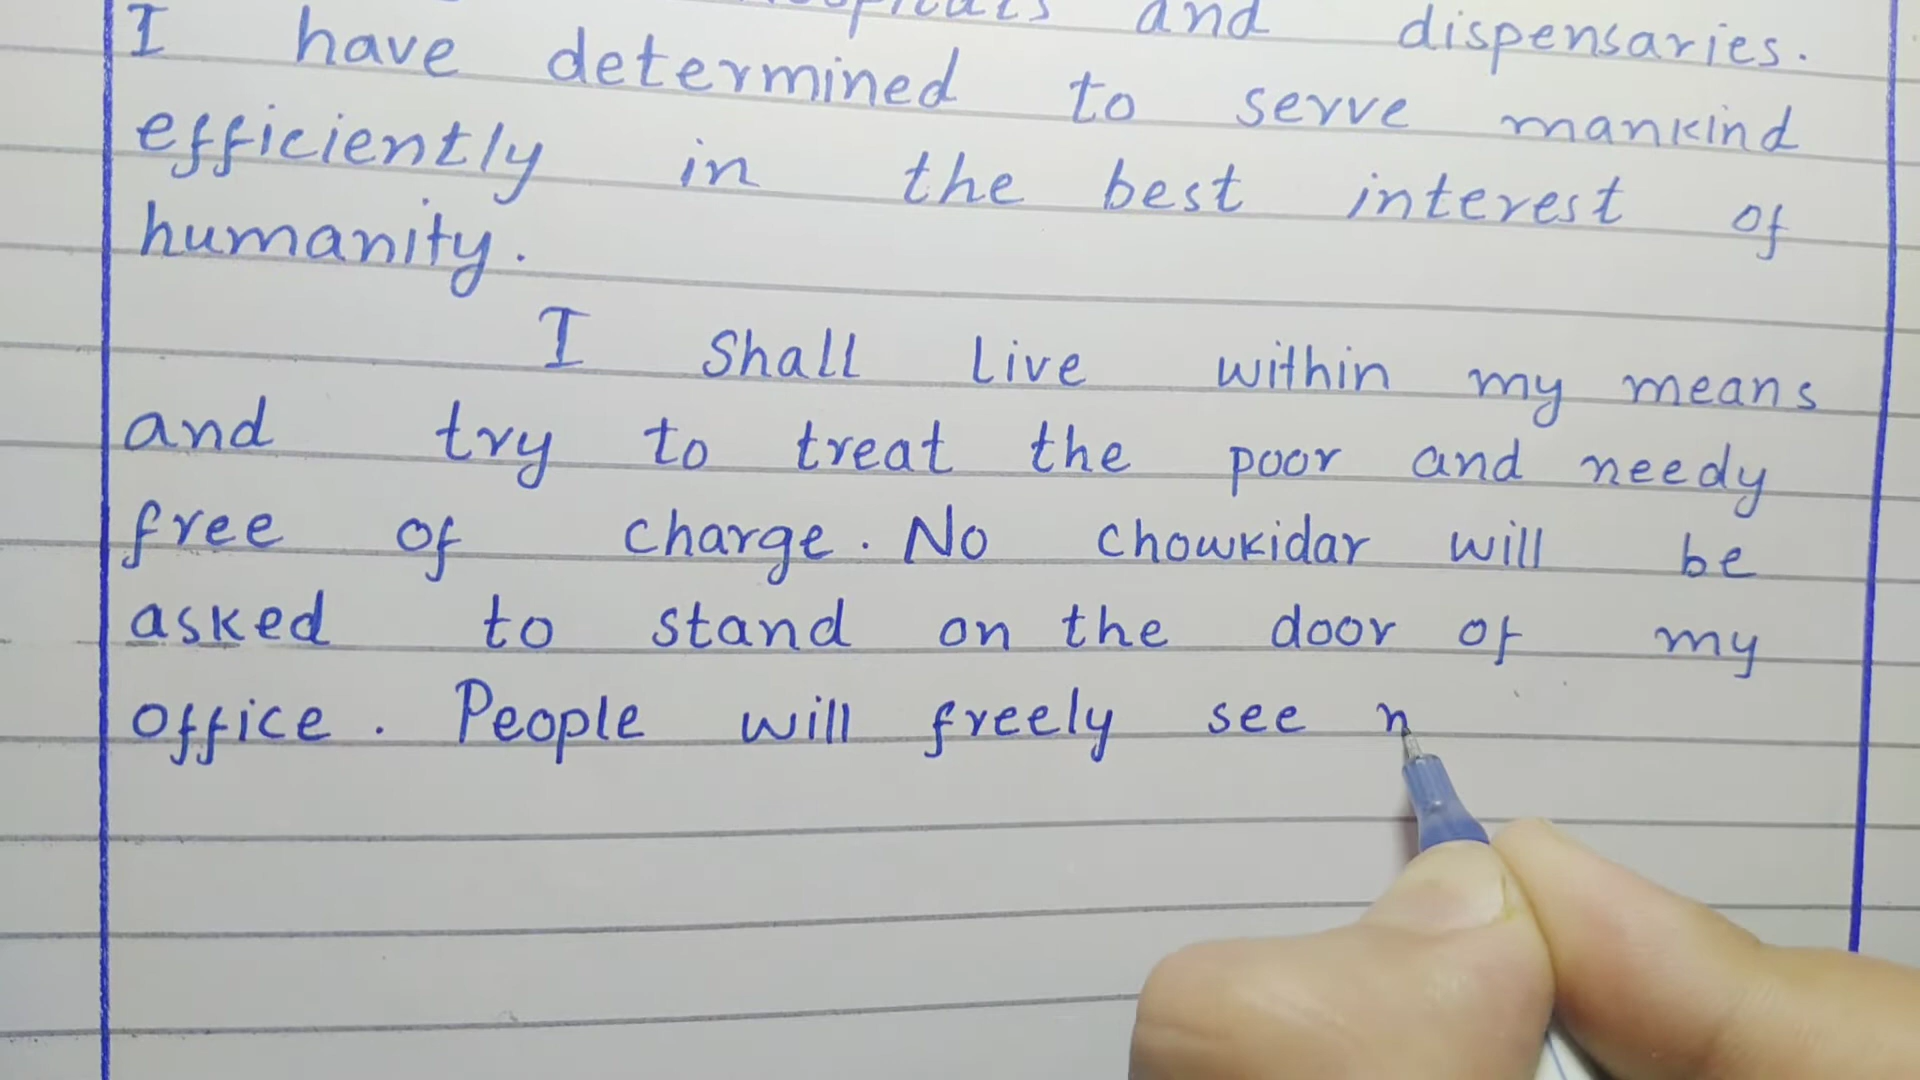 hospitals and dispensaries.
I have determined to serve mankind
efficiently in the best interest of
humanity.
I Shall live within my means
and try to treat the poor and needy
free of charge. No chowkidar will be
asked to stand on the door of my
office. People will freely see